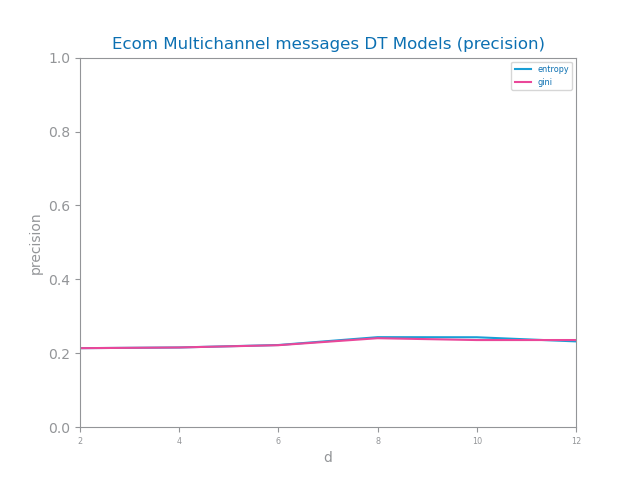 Ecom Multichannel messages DT Models (precision)
1.0
0.8
0.6
0.4
0.2
0.0
precision
entropy
gini
2 4 6 8 10 12
d